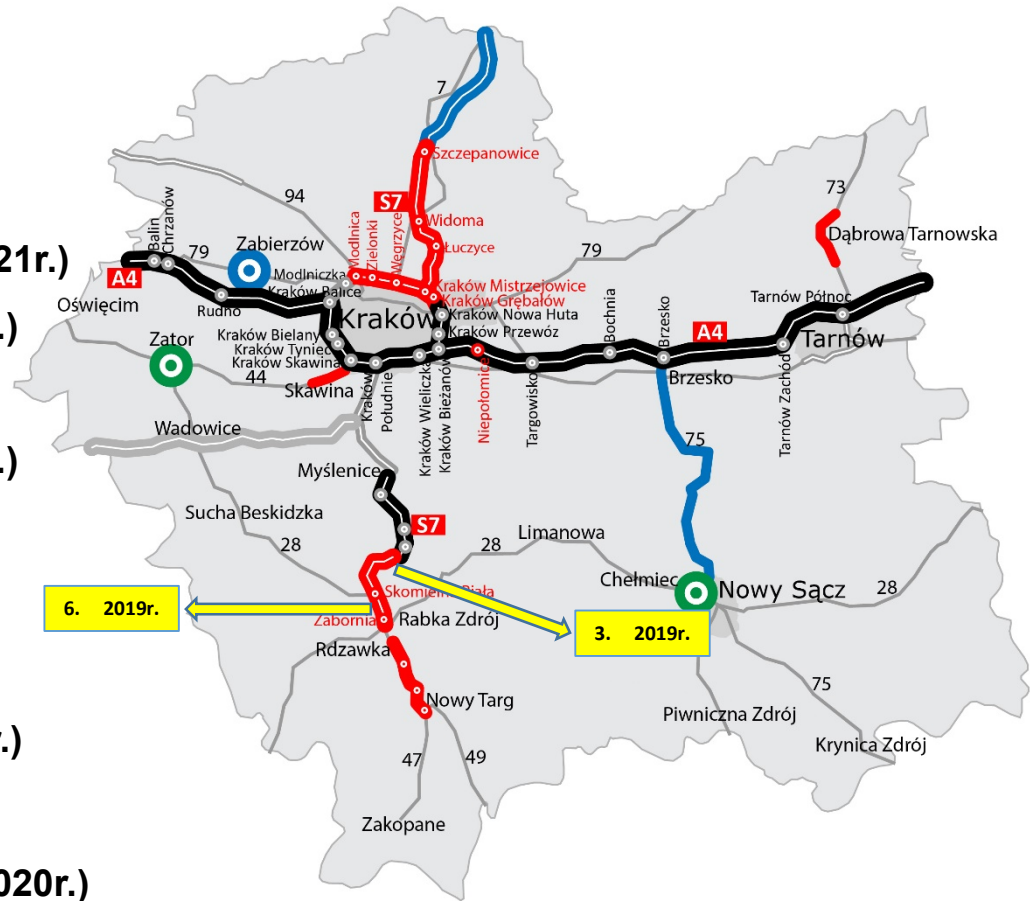 7
Szczepanowice
73
94
S7
Widoma
Dąbrowa Tarnowska
Modlnica
Zielonki
Węgrzyce
Łuczyce
Balin
Chrzanów
79
Zabierzów
79
21r.)
Modlniczka
A4
Kraków Mistrzejowice
Kraków Balice
Kraków Grębałów
Oświęcim
Rudno
Kraków
Kraków Nowa Huta
Tarnów Północ
.)
Kraków Bielany
Kraków Przewóz
A4
Tarnów
Zator
Kraków Tyniec
Bochnia
Brzesko
Kraków Skawina
44
Skawina
Kraków
Południe
Kraków Wieliczka
Kraków Bieżanów
Niepołomice
Targowisko
Brzesko
Tarnów Zachód
Wadowice
75
.)
Myślenice
Sucha Beskidzka
S7
Limanowa
28
28
Chełmiec
Nowy Sącz
28
Skomielna Biała
6. 2019r.
Zabornia
Rabka Zdrój
3. 2019r.
Rdzawka
75
Nowy Targ
Piwniczna Zdrój
r.)
Krynica Zdrój
47
49
Zakopane
020r.)